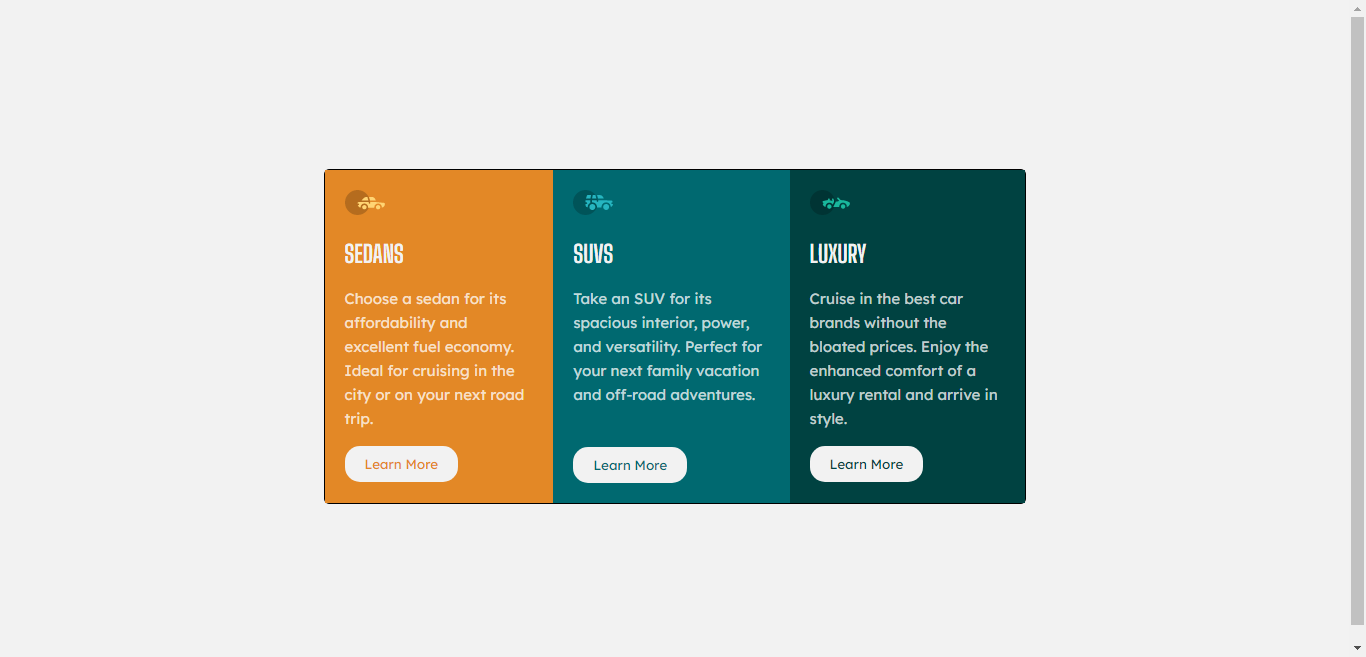 SEDANS
Choose a sedan for its
affordability and
excellent fuel economy.
Ideal for cruising in the
city or on your next road
trip.
Learn More
SUVS
Take an SUV for its
spacious interior, power,
and versatility. Perfect for
your next family vacation
and off-road adventures.
Learn More
LUXURY
Cruise in the best car
brands without the
bloated prices. Enjoy the
enhanced comfort of a
luxury rental and arrive in
style.
Learn More